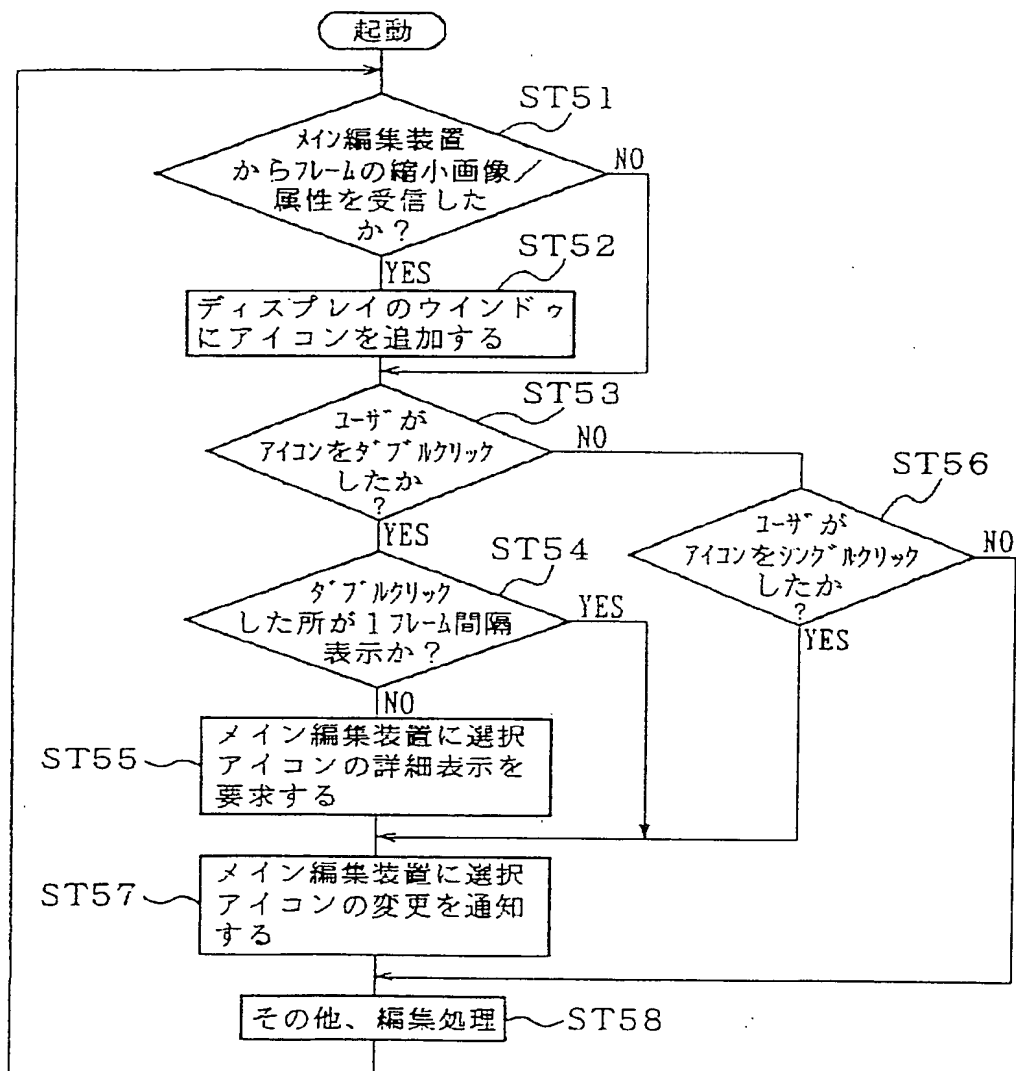 起動
ST51
メイン編集装置
からフレームの縮小画像/
属性を受信した
か?
NO
YES
ST52
ディスプレイのウインドゥ
にアイコンを追加する
ST53
ユーザが
アイコンをダブルクリック
したか
?
NO
YES
ST56
ユーザが
アイコンをシングルクリック
したか
?
NO
YES
ST54
ダブルクリック
した所が1フレーム間隔
表示か?
YES
NO
ST55
メイン編集装置に選択
アイコンの詳細表示を
要求する
ST57
メイン編集装置に選択
アイコンの変更を通知
する
その他、編集処理
ST58